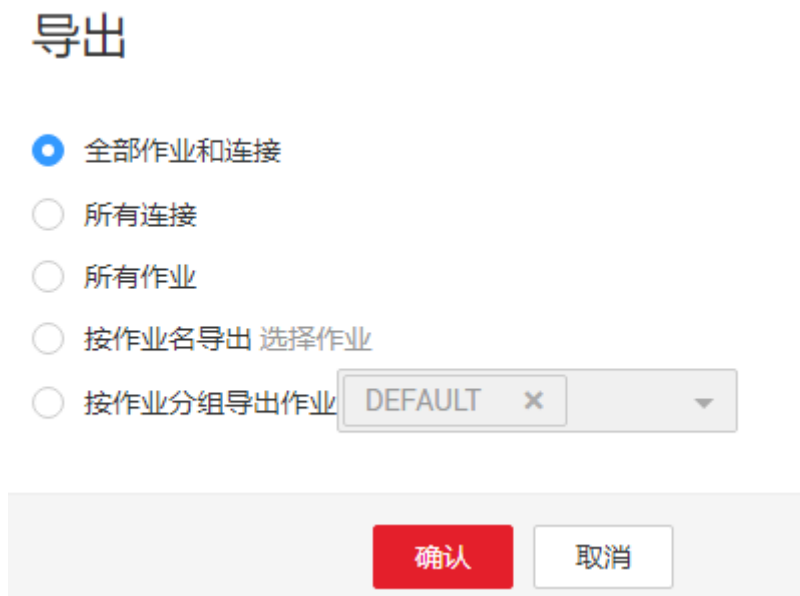 导出
全部作业和连接
所有连接
所有作业
按作业名导出 选择作业
按作业分组导出作业 DEFAULT ×
确认 取消